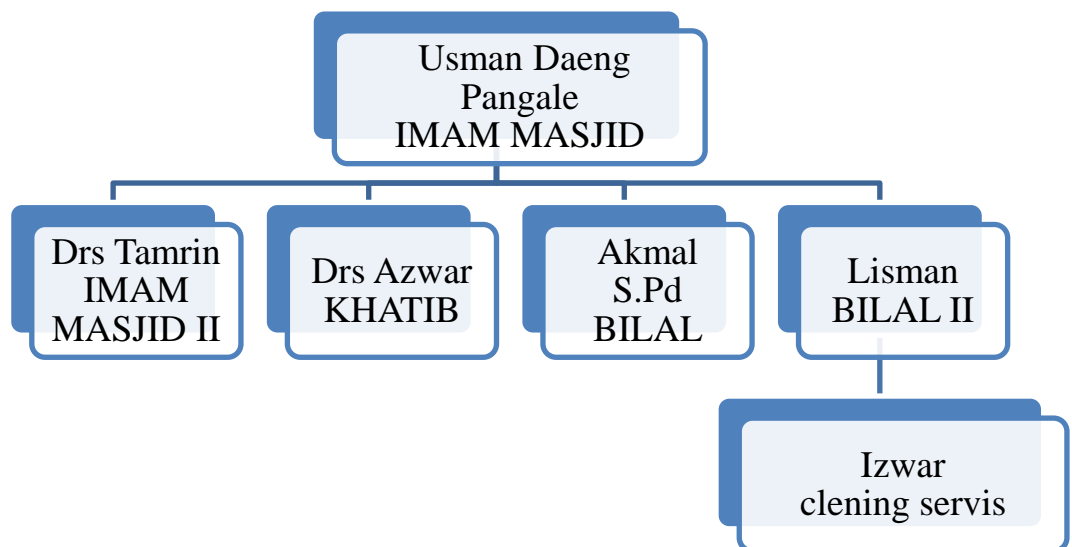 Usman Daeng
Pangale
IMAM MASJID
Drs Tamrin
IMAM
MASJID II
Drs Azwar
KHATIB
Akmal
S.Pd
BILAL
Lisman
BILAL II
Izwar
clening servis